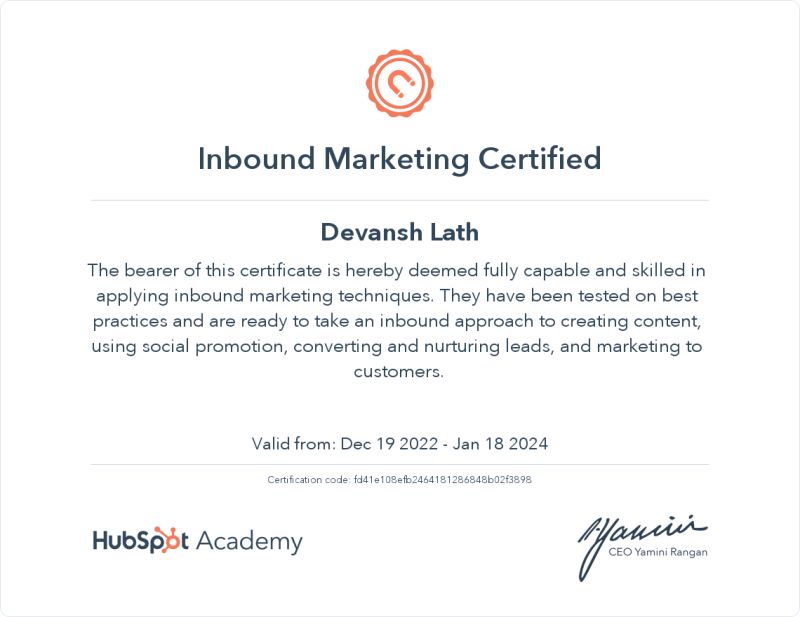 Inbound Marketing Certified
Devansh Lath
The bearer of this certificate is hereby deemed fully capable and skilled in
applying inbound marketing techniques. They have been tested on best
practices and are ready to take an inbound approach to creating content,
using social promotion, converting and nurturing leads, and marketing to
customers.
Valid from: Dec 19 2022 - Jan 18 2024
Certification code: fd41e108efb2464181286848b02f3898
HubSpot Academy
Yamini
CEO Yamini Rangan